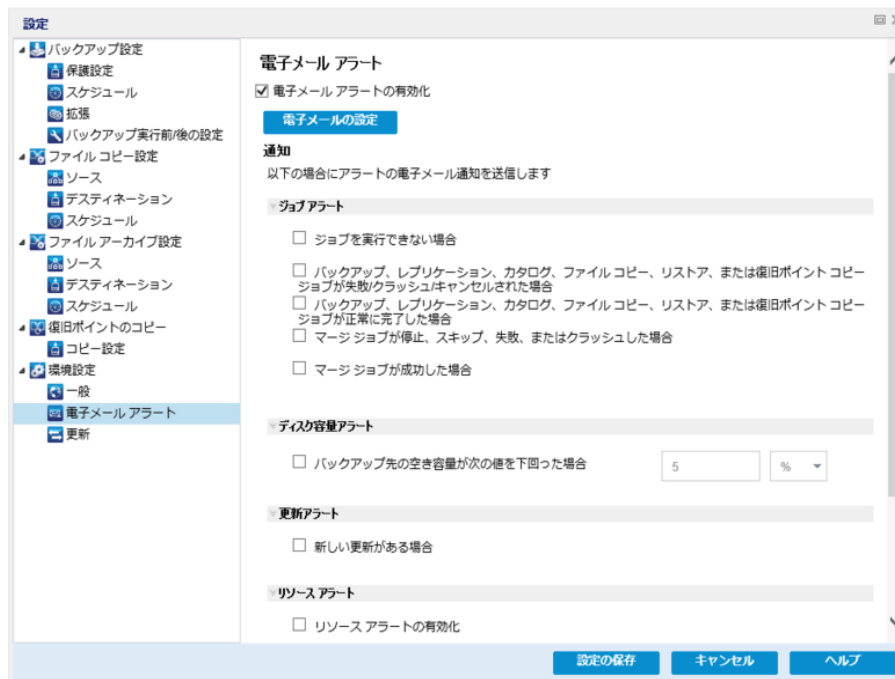 設定
バックアップ設定
保護設定
スケジュール
拡張
バックアップ実行前/後の設定
ファイル コピー設定
ソース
デスティネーション
スケジュール
ファイル アーカイブ設定
ソース
デスティネーション
スケジュール
復旧ポイントのコピー
コピー設定
環境設定
一般
電子メール アラート
更新
電子メール アラート
電子メール アラートの有効化
電子メールの設定
通知
以下の場合にアラートの電子メール通知を送信します
ジョブ アラート
ジョブを実行できない場合
バックアップ、レプリケーション、カタログ、ファイル コピー、リストア、または復旧ポイント コピー
ジョブが失敗/クラッシュ/キャンセルされた場合
バックアップ、レプリケーション、カタログ、ファイル コピー、リストア、または復旧ポイント コピー
ジョブが正常に完了した場合
マージ ジョブが停止、スキップ、失敗、またはクラッシュした場合
マージ ジョブが成功した場合
ディスク容量アラート
バックアップ先の空き容量が次の値を下回った場合 5 %
更新アラート
新しい更新がある場合
リソース アラート
リソース アラートの有効化
設定の保存 キャンセル ヘルプ